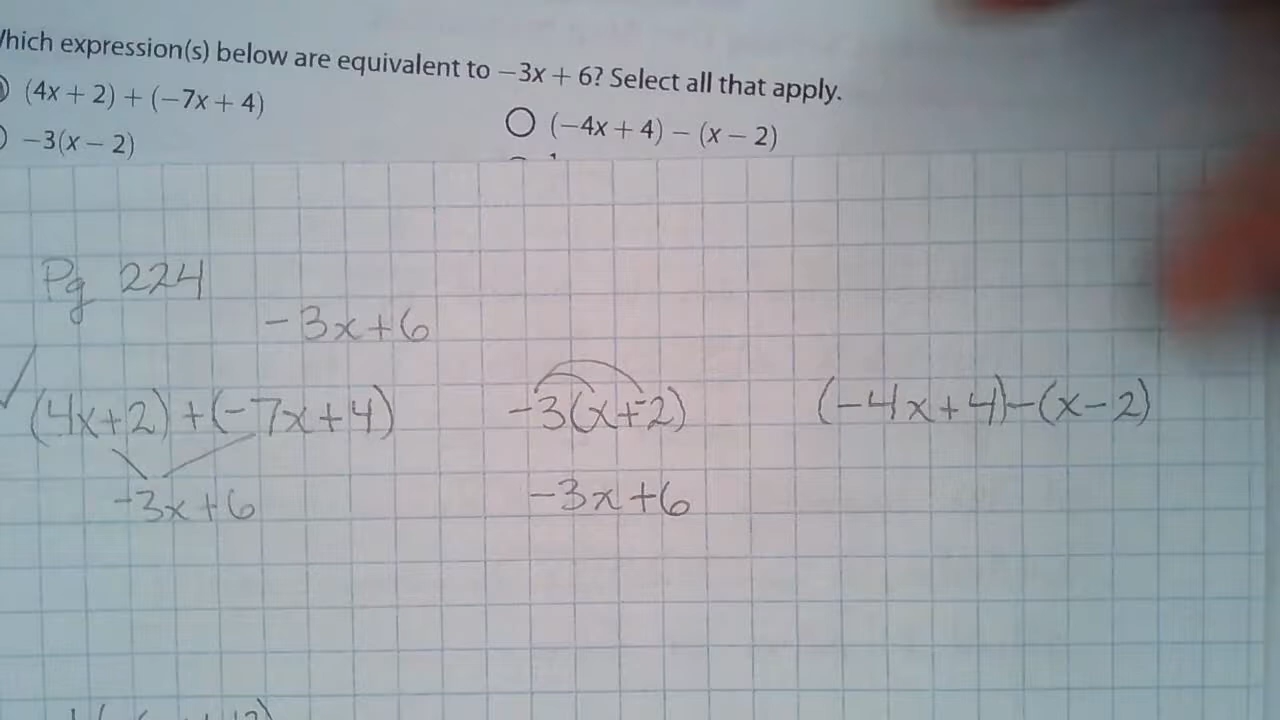 which expression(s) below are equivalent to −3x + 6? Select all that apply.
(4x + 2) + (−7x + 4)
(−4x + 4) − (x − 2)
−3(x − 2)
Pg 224
-3x+6
(4x+2)+(-7x+4)
-3(x+-2)
(-4x+4)-(x-2)
-3x+6
-3x+6